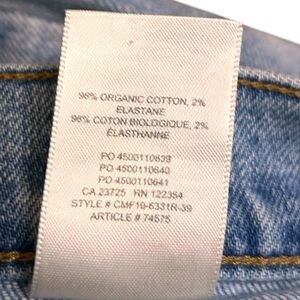 98% ORGANIC COTTON, 2%
ELASTANE
98% COTON BIOLOGIQUE, 2%
ÉLASTHANNE
PO 4500110639
PO 4500110640
PO 4500110641
CA 23725 RN 122354
STYLE # CMF10-6331R-39
ARTICLE # 74575